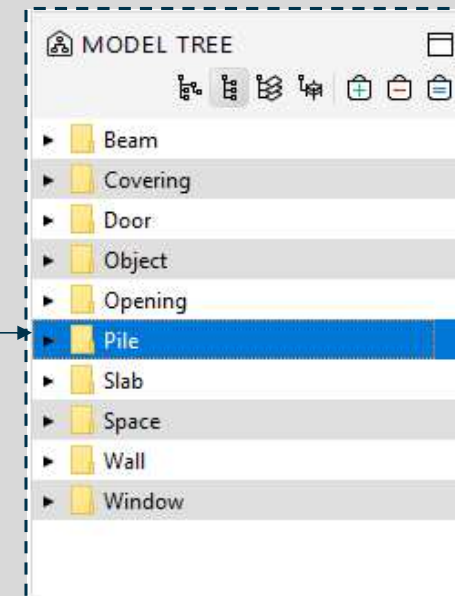 MODEL TREE
Beam
Covering
Door
Object
Opening
Pile
Slab
Space
Wall
Window